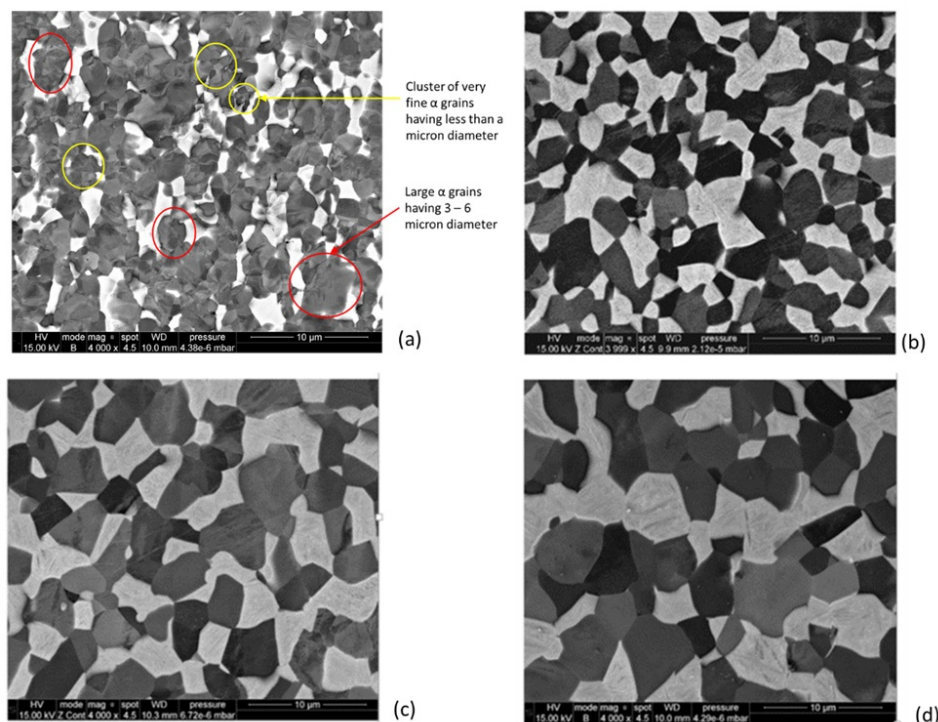 Cluster of very
fine α grains
having less than a
micron diameter
Large α grains
having 3 – 6
micron diameter
HV mode mag ¤ spot WD pressure
15.00 kV B 4 000 x 4.5 10.0 mm 4.38e-6 mbar
10 µm
(a)
HV mode mag ¤ spot WD pressure
15.00 kV Z Cont 3 999 x 4.5 9.9 mm 2.12e-5 mbar
10 µm
(b)
HV mode mag ¤ spot WD pressure
15.00 kV Z Cont 4 000 x 4.5 10.3 mm 6.72e-6 mbar
10 µm
(c)
HV mode mag ¤ spot WD pressure
15.00 kV B 4 000 x 4.5 10.0 mm 4.29e-6 mbar
10 µm
(d)